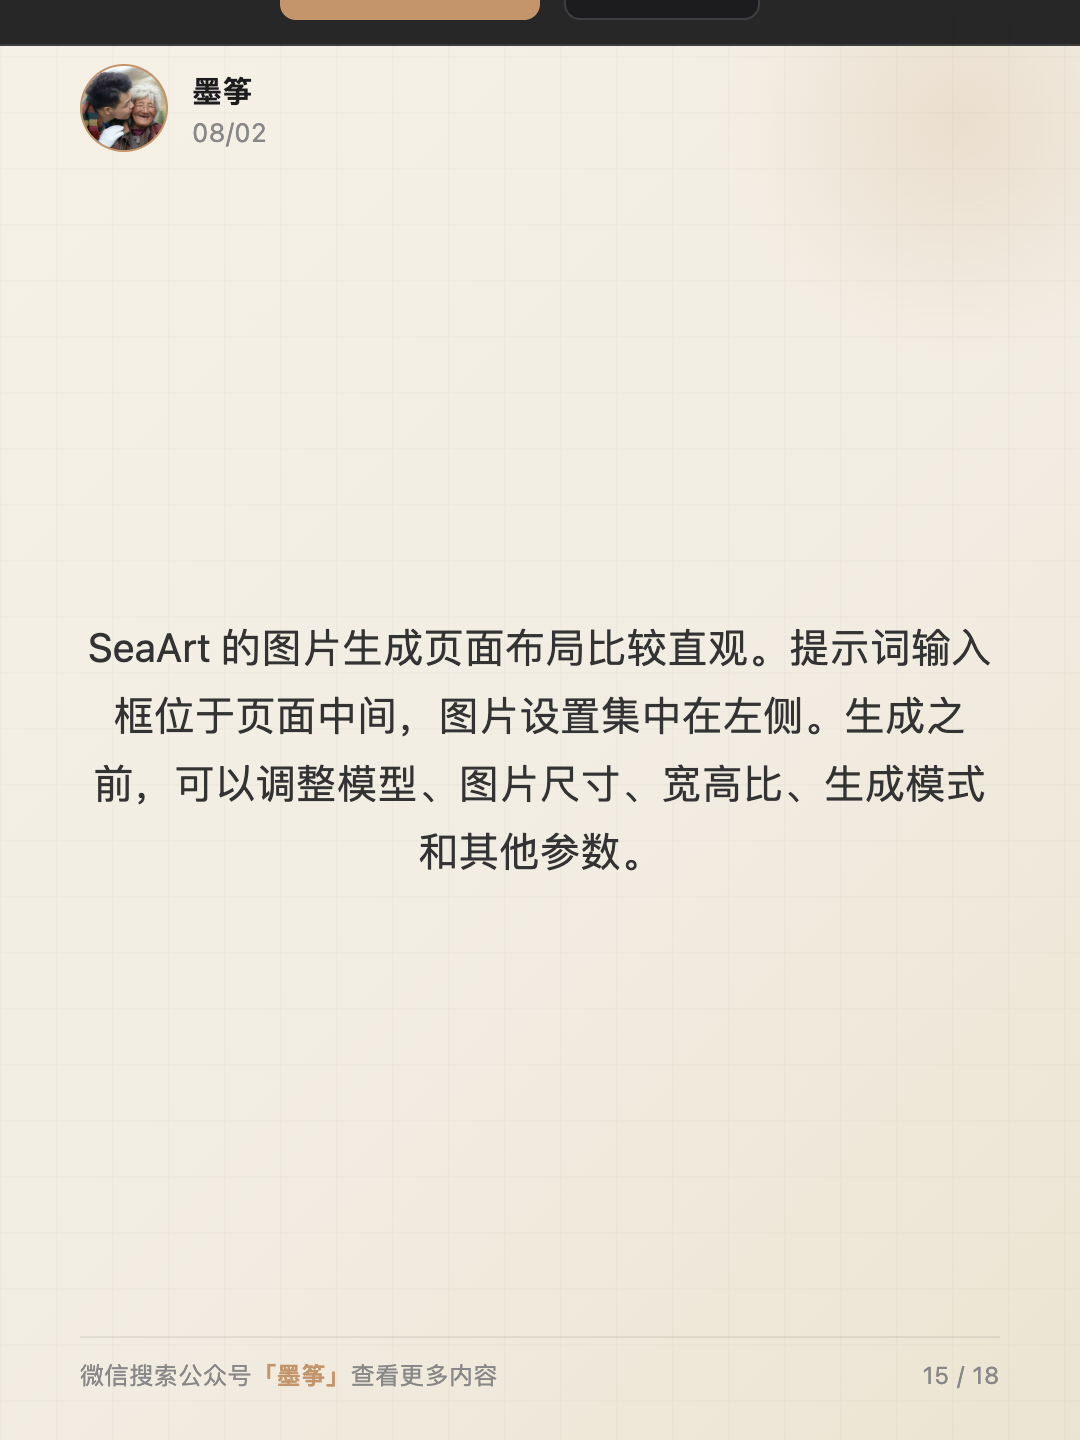 墨筝
08/02
SeaArt 的图片生成页面布局比较直观。提示词输入
框位于页面中间，图片设置集中在左侧。生成之
前，可以调整模型、图片尺寸、宽高比、生成模式
和其他参数。
微信搜索公众号「墨筝」查看更多内容
15 / 18